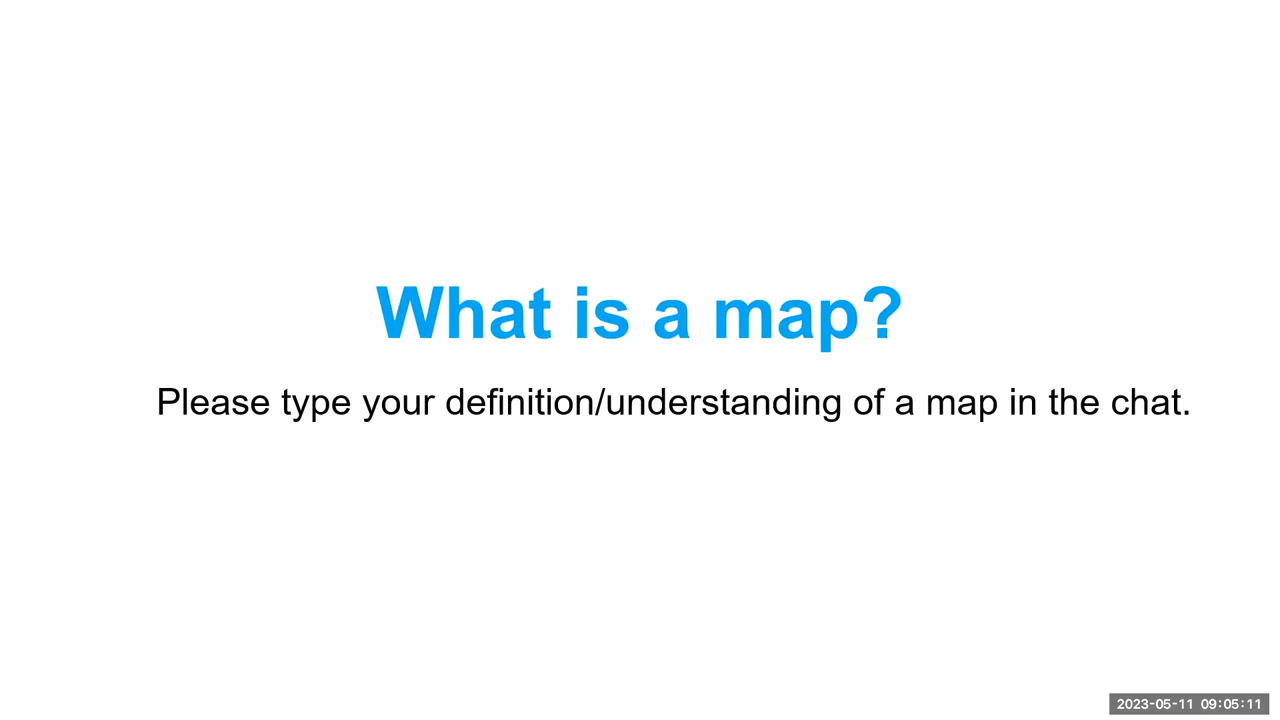 What is a map?
Please type your definition/understanding of a map in the chat.
2023-05-11 09:05:11